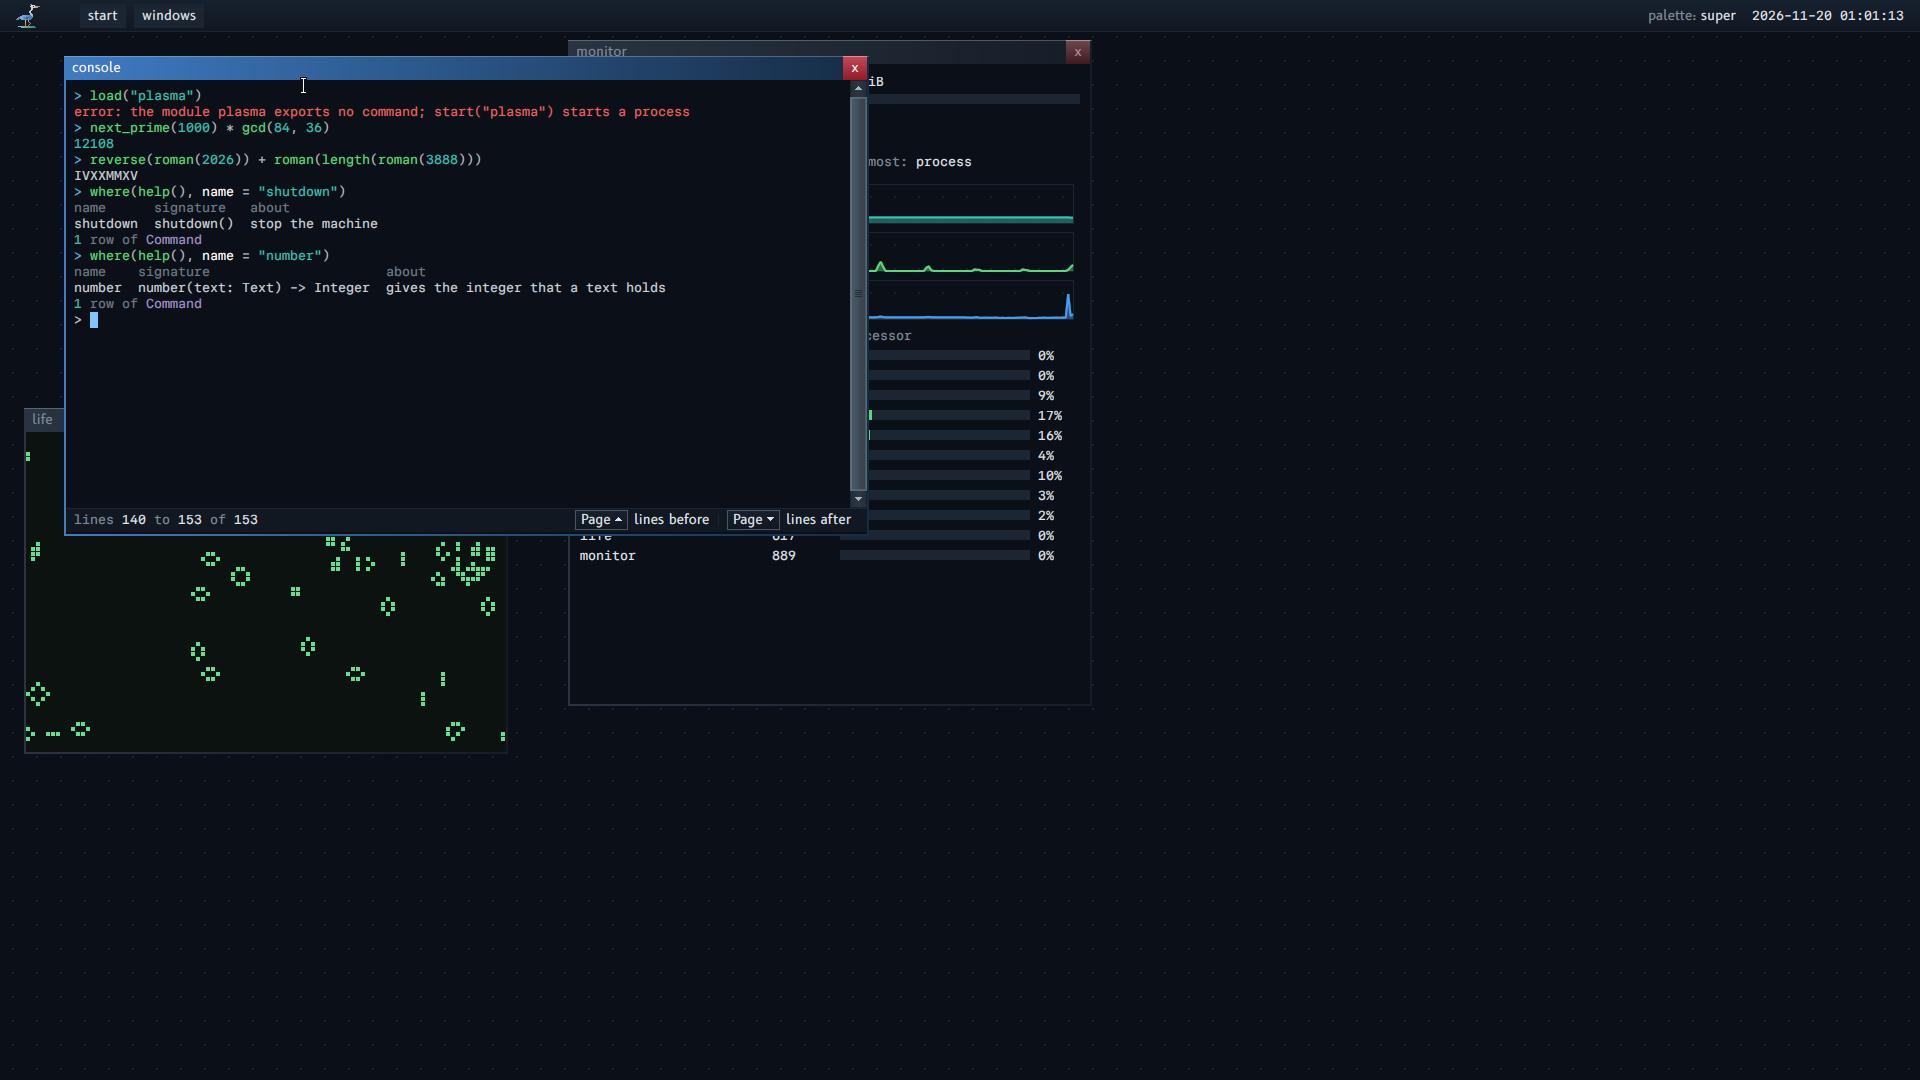 start windows palette: super 2026-11-20 01:01:13
monitor x
console x
iB
> load("plasma")
error: the module plasma exports no command; start("plasma") starts a process
> next_prime(1000) * gcd(84, 36)
12108
> reverse(roman(2026)) + roman(length(roman(3888)))
IVXXMMXV
most: process
> where(help(), name = "shutdown")
name signature about
shutdown shutdown() stop the machine
1 row of Command
> where(help(), name = "number")
name signature about
number number(text: Text) -> Integer gives the integer that a text holds
1 row of Command
>
cessor
0%
0%
9%
17%
16%
4%
10%
3%
2%
0%
life
lines 140 to 153 of 153 Page lines before Page lines after
monitor 889 0%